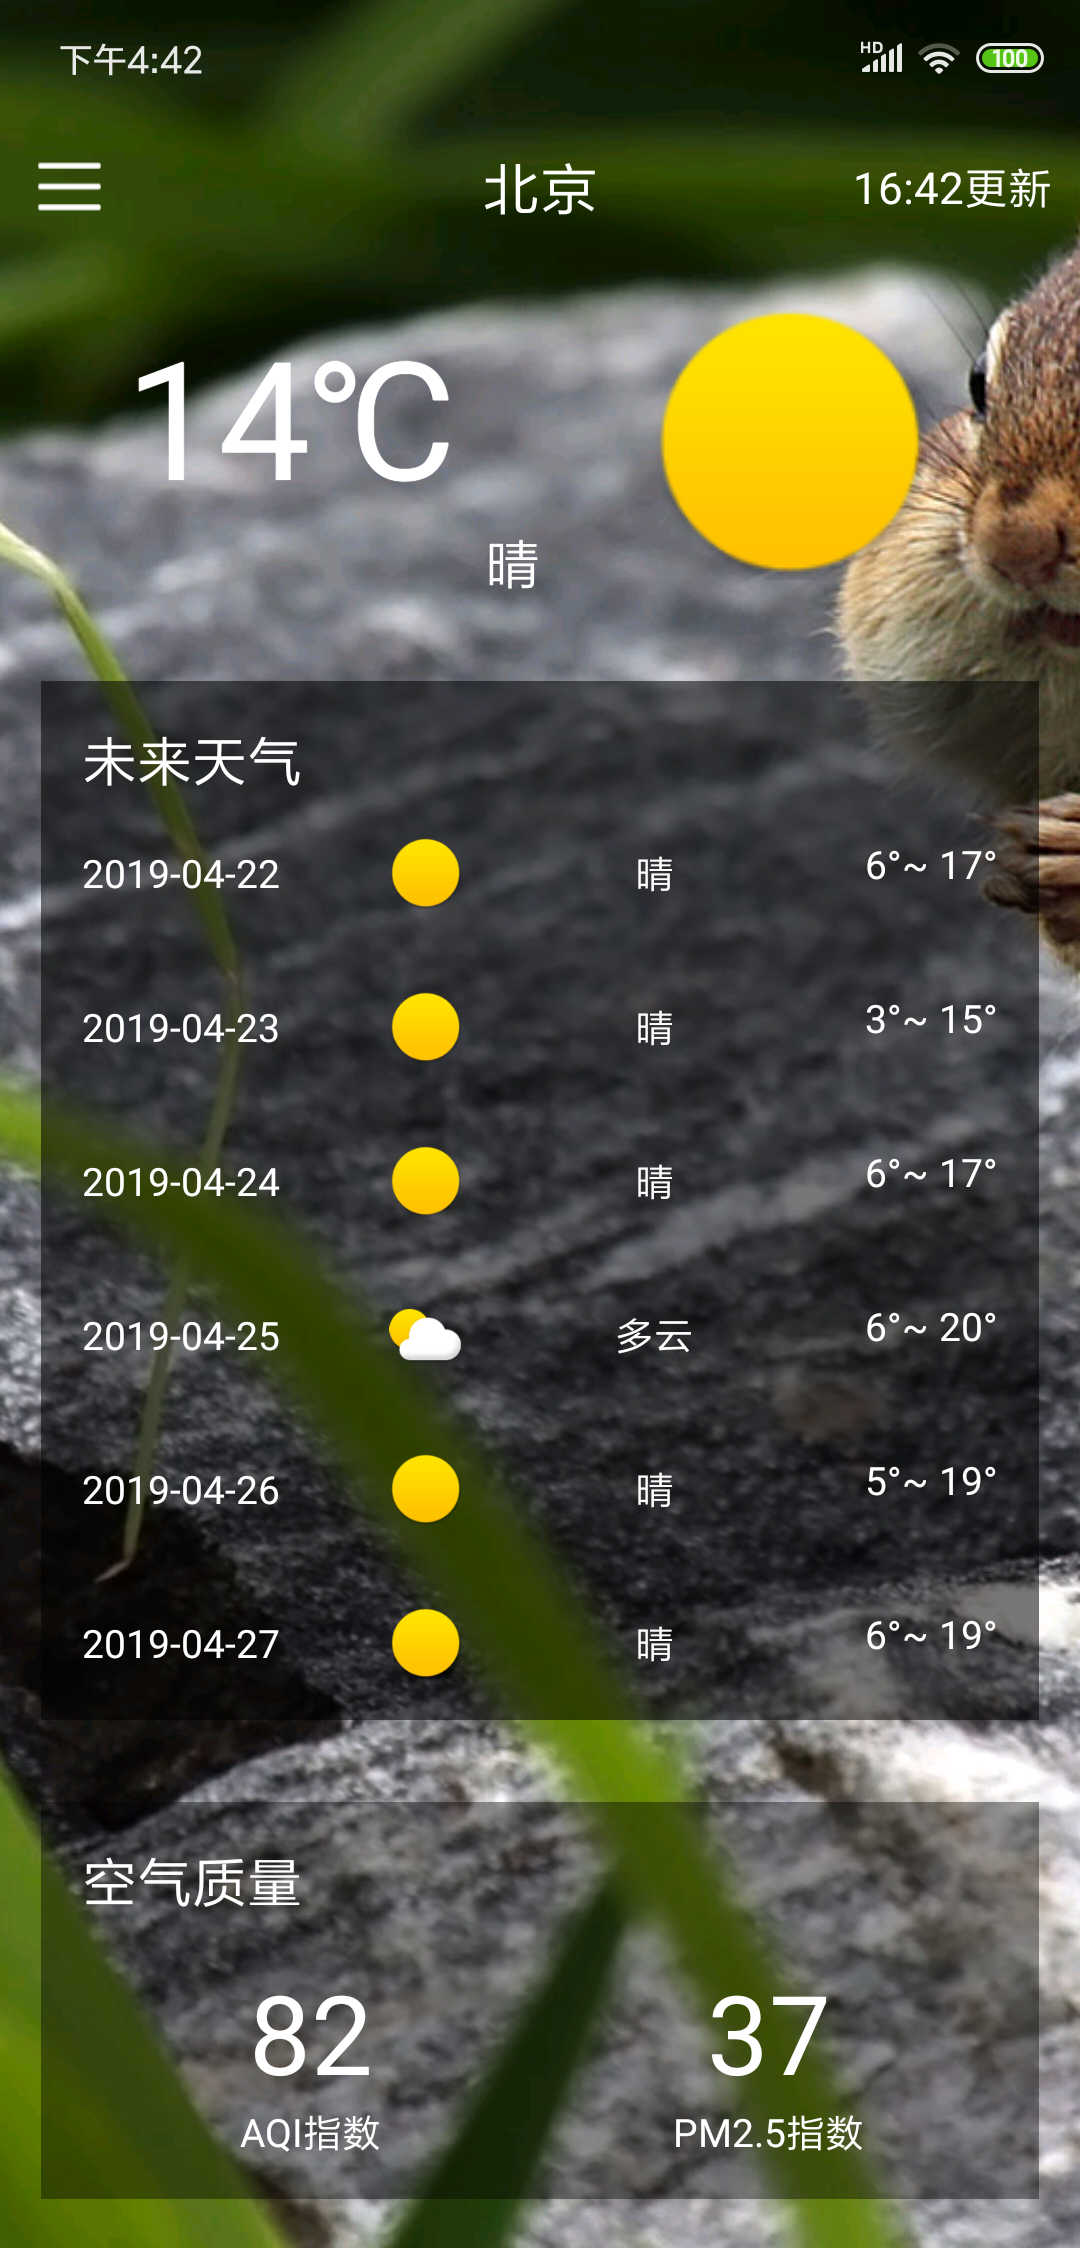 下午4:42 HD 100
北京 16:42更新
14℃
晴
未来天气
2019-04-22 晴 6°~ 17°
2019-04-23 晴 3°~ 15°
2019-04-24 晴 6°~ 17°
2019-04-25 多云 6°~ 20°
2019-04-26 晴 5°~ 19°
2019-04-27 晴 6°~ 19°
空气质量
82 37
AQI指数 PM2.5指数